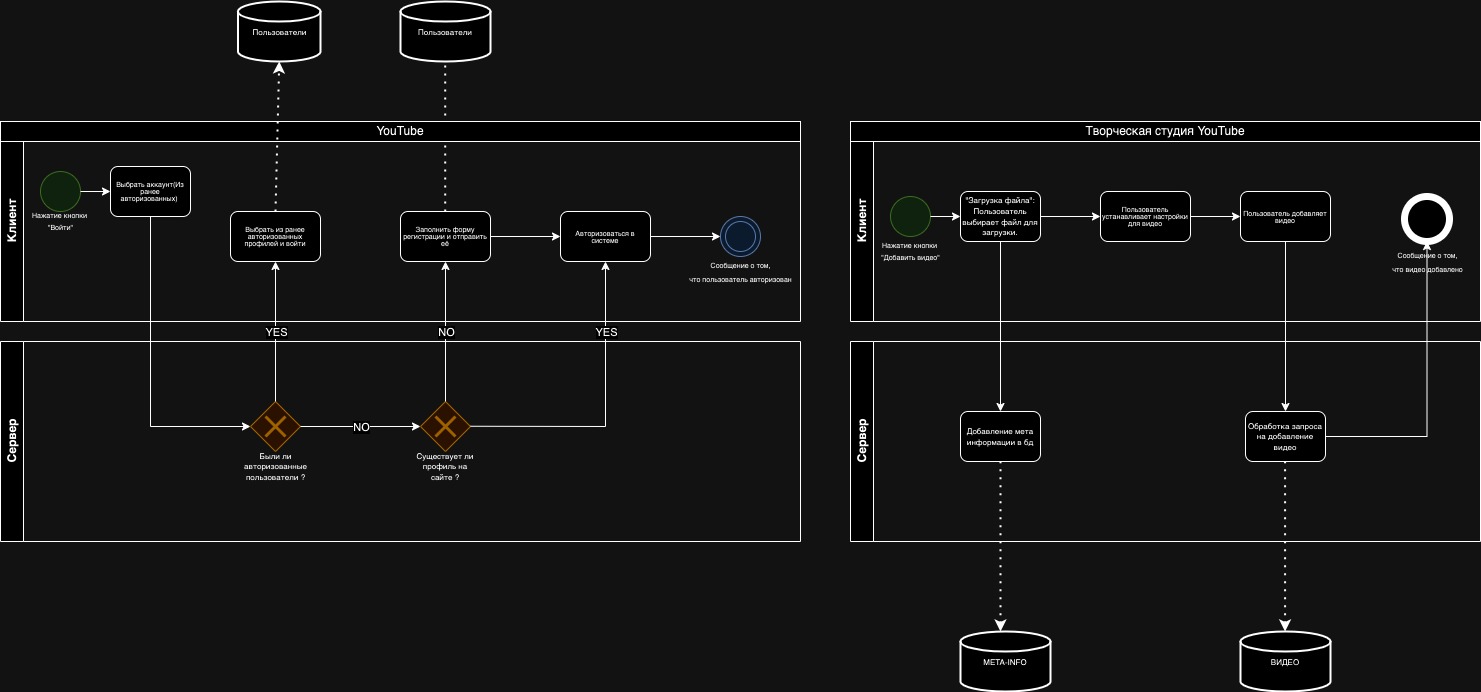 Пользователи
Пользователи
YouTube
Клиент
Нажатие кнопки
"Войти"
Выбрать аккаунт(Из
ранее
авторизованных)
Выбрать из ранее
авторизованных
профилей и войти
Заполнить форму
регистрации и отправить
её
Авторизоваться в
системе
Сообщение о том,
что пользователь авторизован
YES
NO
YES
Сервер
NO
Были ли
авторизованные
пользователи ?
Существует ли
профиль на
сайте ?
Творческая студия YouTube
Клиент
Нажатие кнопки
"Добавить видео"
"Загрузка файла":
Пользователь
выбирает файл для
загрузки.
Пользователь
устанавливает настройки
для видео
Пользователь добавляет
видео
Сообщение о том,
что видео добавлено
Сервер
Добавление мета
информации в бд
Обработка запроса
на добавление
видео
META-INFO
ВИДЕО